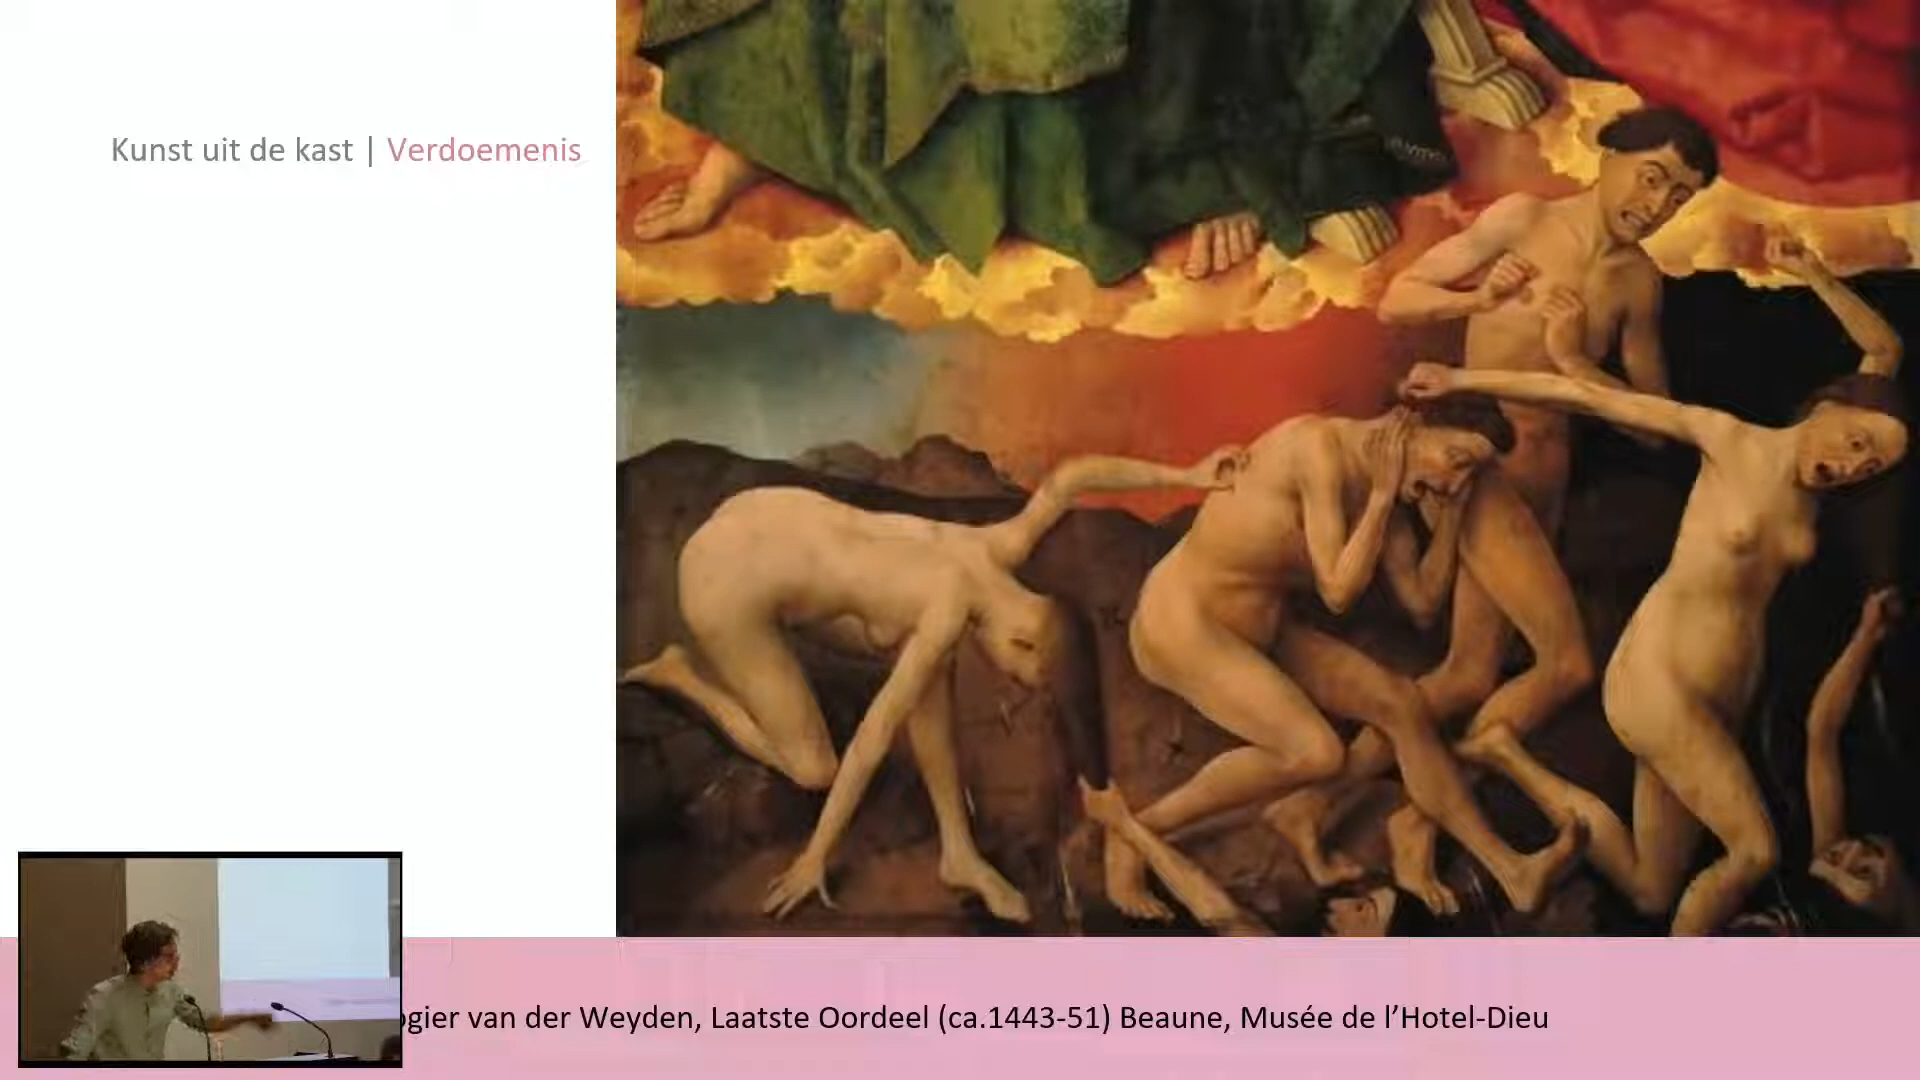 Kunst uit de kast | Verdoemenis
ogier van der Weyden, Laatste Oordeel (ca.1443-51) Beaune, Musée de l’Hotel-Dieu